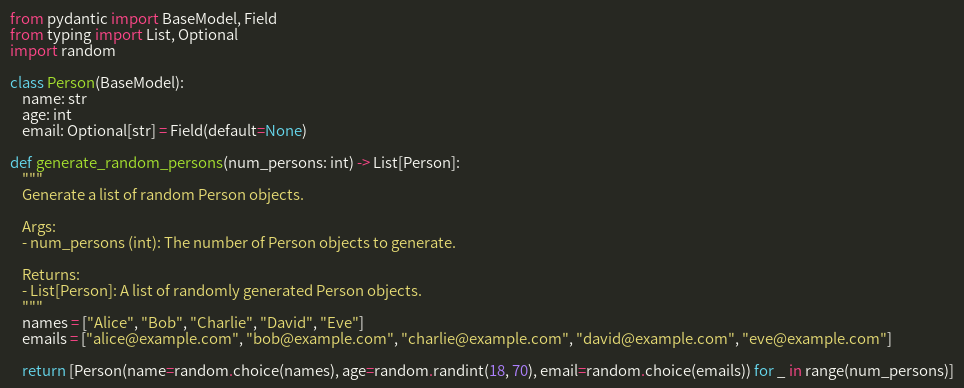 from pydantic import BaseModel, Field
from typing import List, Optional
import random

class Person(BaseModel):
    name: str
    age: int
    email: Optional[str] = Field(default=None)

def generate_random_persons(num_persons: int) -> List[Person]:
    """
    Generate a list of random Person objects.

    Args:
    - num_persons (int): The number of Person objects to generate.

    Returns:
    - List[Person]: A list of randomly generated Person objects.
    """
    names = ["Alice", "Bob", "Charlie", "David", "Eve"]
    emails = ["alice@example.com", "bob@example.com", "charlie@example.com", "david@example.com", "eve@example.com"]

    return [Person(name=random.choice(names), age=random.randint(18, 70), email=random.choice(emails)) for _ in range(num_persons)]